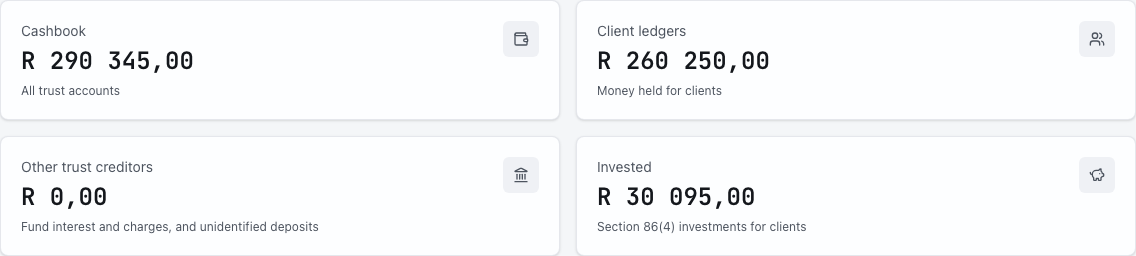 Cashbook
R 290 345,00
All trust accounts
Client ledgers
R 260 250,00
Money held for clients
Other trust creditors
R 0,00
Fund interest and charges, and unidentified deposits
Invested
R 30 095,00
Section 86(4) investments for clients